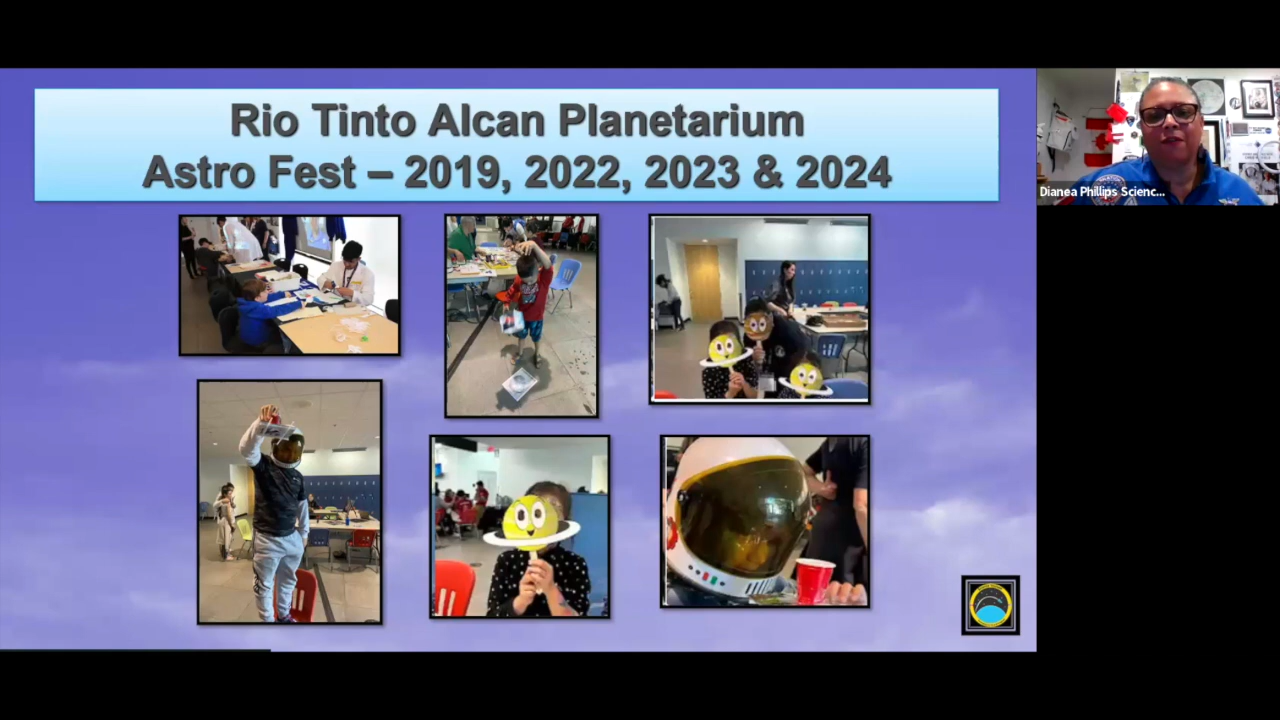 Rio Tinto Alcan Planetarium
Astro Fest – 2019, 2022, 2023 & 2024
Dianea Phillips Scienc...